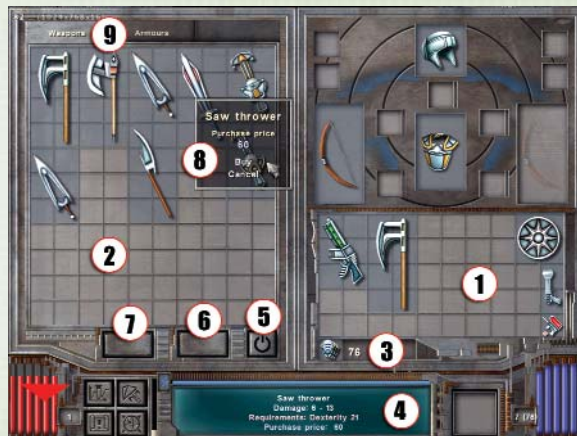 Weapons
9
Armours
Saw thrower
Purchase price
60
8
Buy
Cancel
2
1
7
6
5
76
3
Saw thrower
Damage: 6 - 13
Requirements: Dexterity 21
Purchase price: 60
4
1